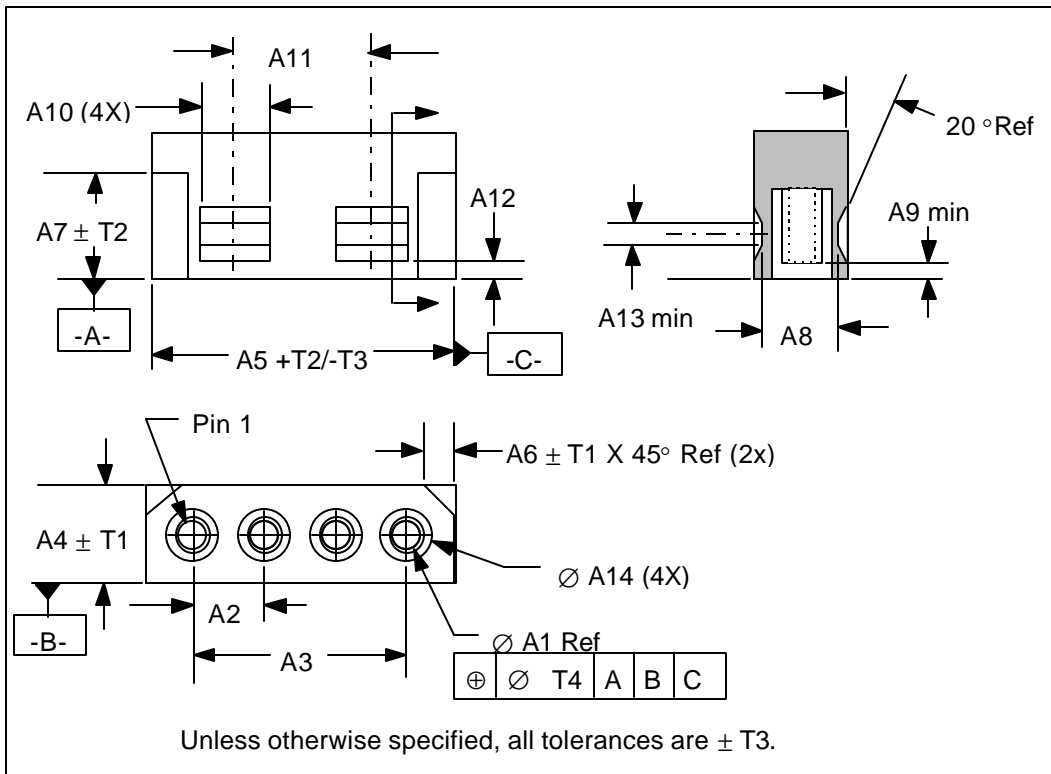 A11
A10 (4X)
20 °Ref
A12
A7 ± T2
A9 min
A13 min
-A-
A8
A5 +T2/-T3
-C-
Pin 1
A6 ± T1 X 45° Ref (2x)
A4 ± T1
∅ A14 (4X)
A2
-B-
∅ A1 Ref
A3
⊕ ∅ T4 A B C
Unless otherwise specified, all tolerances are ± T3.